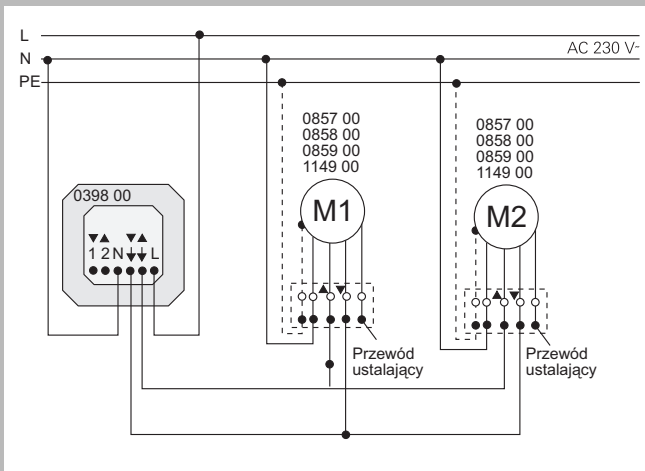 L
N
AC 230 V~
PE
0857 00
0858 00
0859 00
1149 00
0857 00
0858 00
0859 00
1149 00
0398 00
M1
M2
▼▲ ▼▲
1 2 N L
▲ ▼
▲ ▼
Przewód
ustalający
Przewód
ustalający